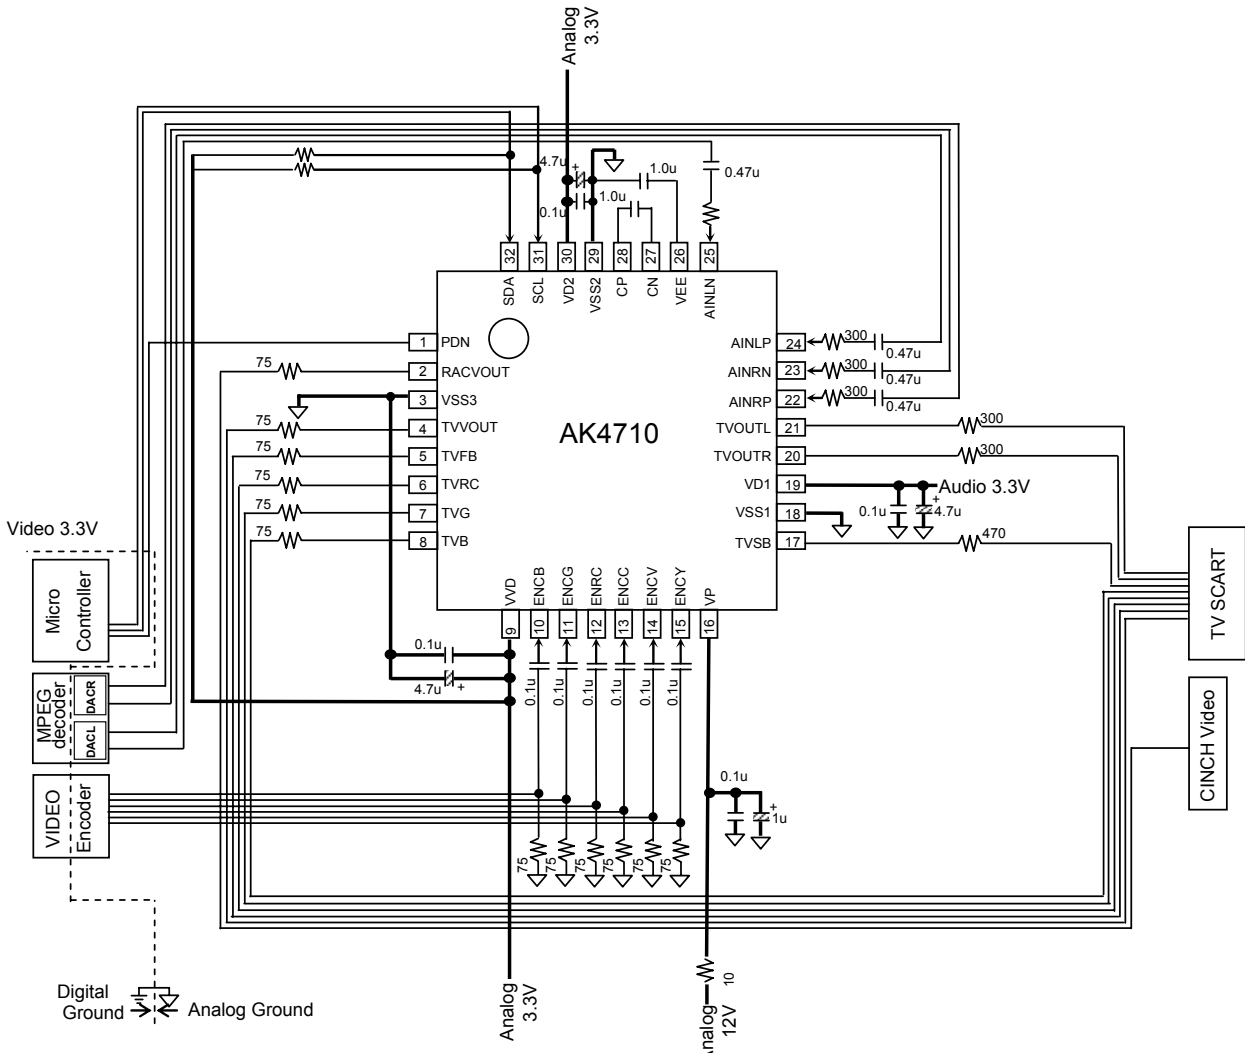 Analog
3.3V
4.7u
+
1.0u
0.47u
0.1u
1.0u
32
31
30
29
28
27
26
25
SDA
SCL
VD2
VSS2
CP
CN
VEE
AINLN
1
PDN
AINLP
24
300
0.47u
75
2
RACVOUT
AINRN
23
300
0.47u
3
VSS3
AINRP
22
300
0.47u
75
4
TVVOUT
AK4710
TVOUTL
21
300
75
5
TVFB
TVOUTR
20
300
75
6
TVRC
VD1
19
Audio 3.3V
0.1u
+
4.7u
75
7
TVG
VSS1
18
75
8
TVB
TVSB
17
470
Video 3.3V
VVD
ENCB
ENCG
ENRC
ENCC
ENCV
ENCY
VP
9
10
11
12
13
14
15
16
Micro
Controller
TV SCART
0.1u
4.7u
+
0.1u
0.1u
0.1u
0.1u
0.1u
0.1u
MPEG
decoder
DACR
DACL
CINCH Video
VIDEO
Encoder
0.1u
+
1u
75
75
75
75
75
75
10
Digital
Ground
Analog Ground
Analog
3.3V
Analog
12V